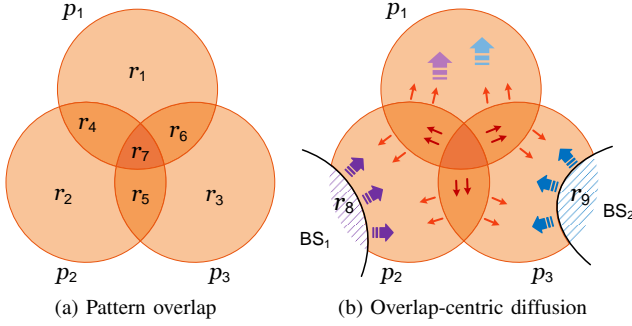 p₁
r₁
r₄
r₆
r₇
r₂
r₅
r₃
p₂
p₃
(a) Pattern overlap
p₁
r₈
r₉
BS₁
BS₂
p₂
p₃
(b) Overlap-centric diffusion